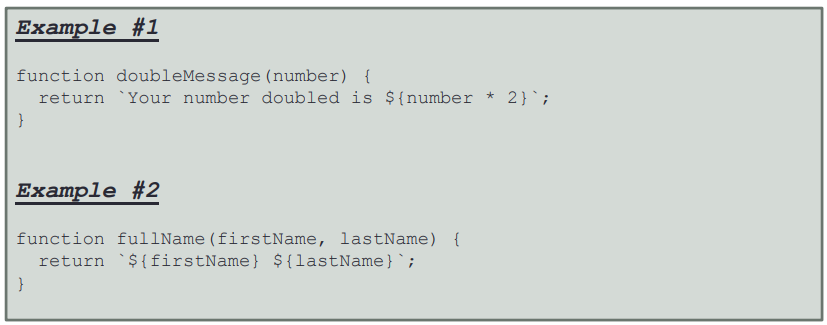 Example #1
function doubleMessage(number) {
  return `Your number doubled is ${number * 2}`;
}
Example #2
function fullName(firstName, lastName) {
  return `${firstName} ${lastName}`;
}